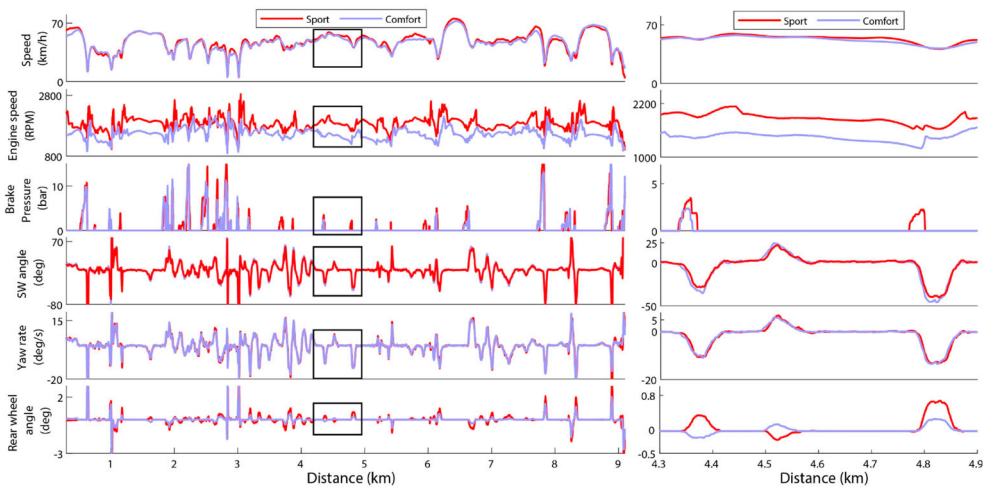 Sport Comfort
Speed
(km/h)
70
0
Engine speed
(RPM)
2800
800
Brake
Pressure
(bar)
10
0
SW angle
(deg)
70
-80
Yaw rate
(deg/s)
15
-20
Rear wheel
angle
(deg)
2
-3
1 2 3 4 5 6 7 8 9
Distance (km)
Sport Comfort
70
0
2200
1000
5
0
25
-50
5
-20
0.8
0
-0.5
4.3 4.4 4.5 4.6 4.7 4.8 4.9
Distance (km)